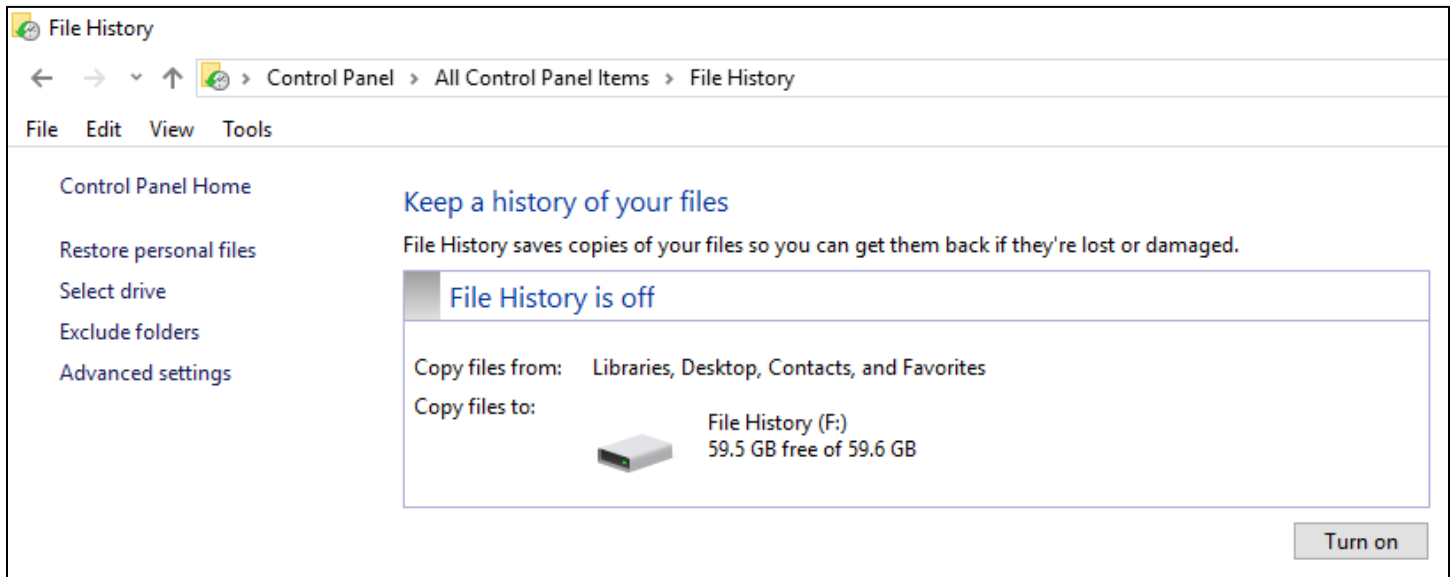 File History
Control Panel > All Control Panel Items > File History
File Edit View Tools
Control Panel Home
Restore personal files
Select drive
Exclude folders
Advanced settings
Keep a history of your files
File History saves copies of your files so you can get them back if they're lost or damaged.
File History is off
Copy files from: Libraries, Desktop, Contacts, and Favorites
Copy files to:
File History (F:)
59.5 GB free of 59.6 GB
Turn on